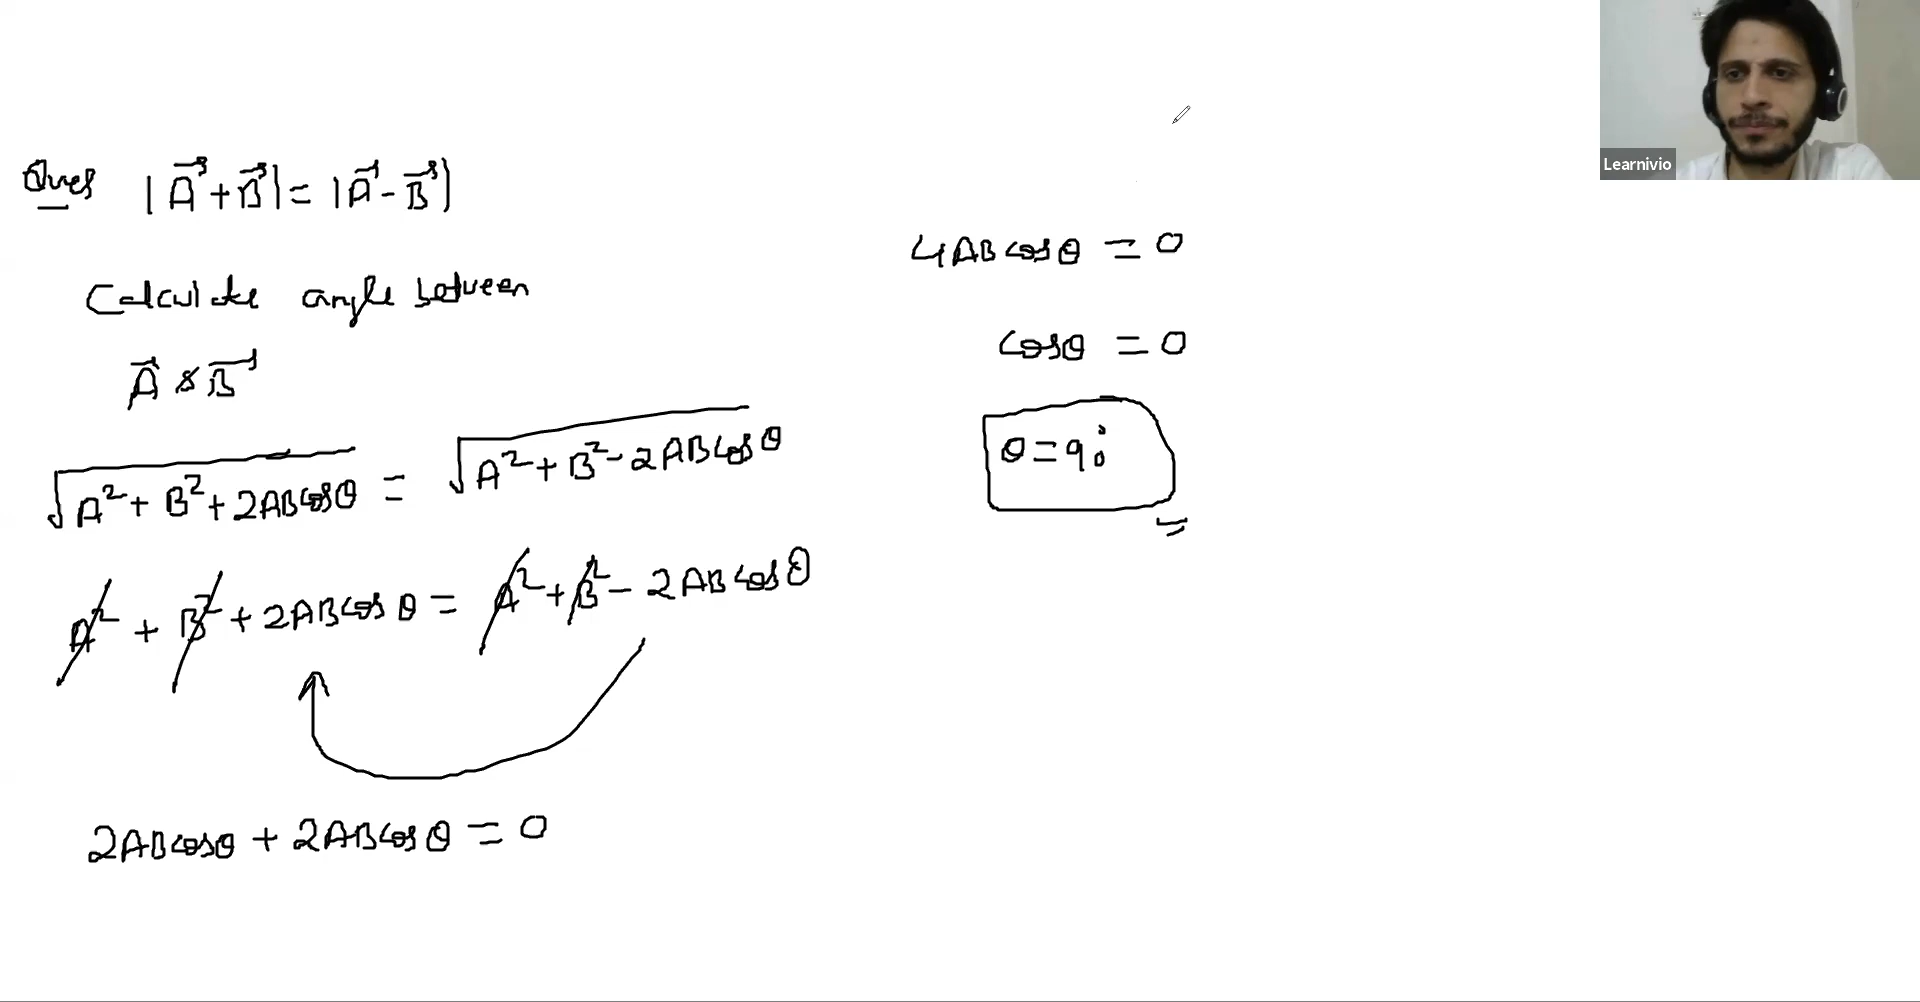 Ques |A⃗ + B⃗| = |A⃗ - B⃗|
Calculate angle between
A⃗ & B⃗
√(A² + B² + 2ABcosθ) = √(A² + B² - 2ABcosθ)
A² + B² + 2ABcosθ = A² + B² - 2ABcosθ
2ABcosθ + 2ABcosθ = 0
4ABcosθ = 0
cosθ = 0
θ = 90°
Learnivio